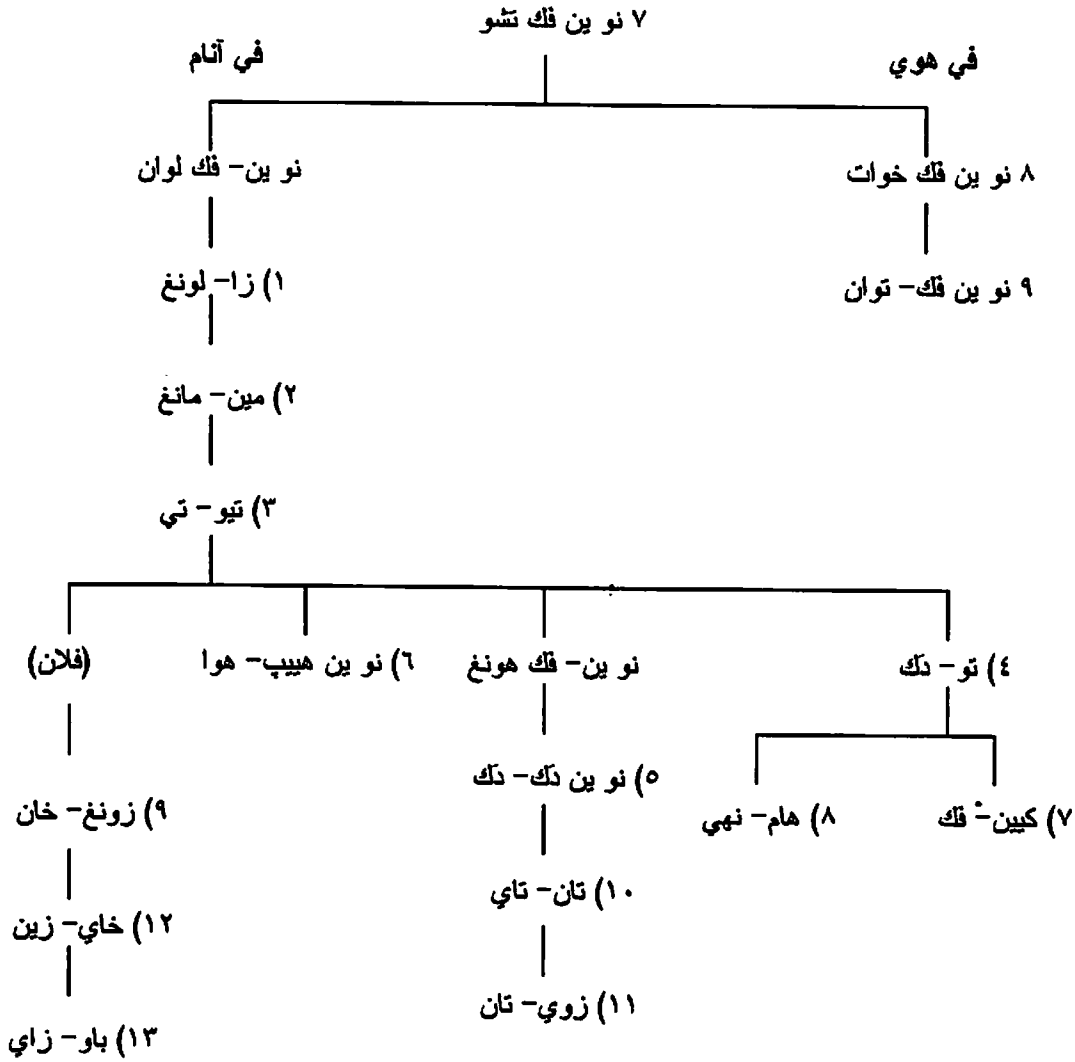 ٧ نو ين فك تشو
في هوي
في آنام
٨ نو ين فك خوات
نو ين- فك لوان
٩ نو ين فك- توان
١) زا- لونغ
٢) مين- مانغ
٣) تيو- تي
٤) تو- دك
نو ين- فك هونغ
٦) نو ين هييپ- هوا
(فلان)
٥) نو ين دك- دك
٩) زونغ- خان
٧) كيين- فك
٨) هام- نهي
١٠) تان- تاي
١٢) خاي- زين
١١) زوي- تان
١٣) باو- زاي